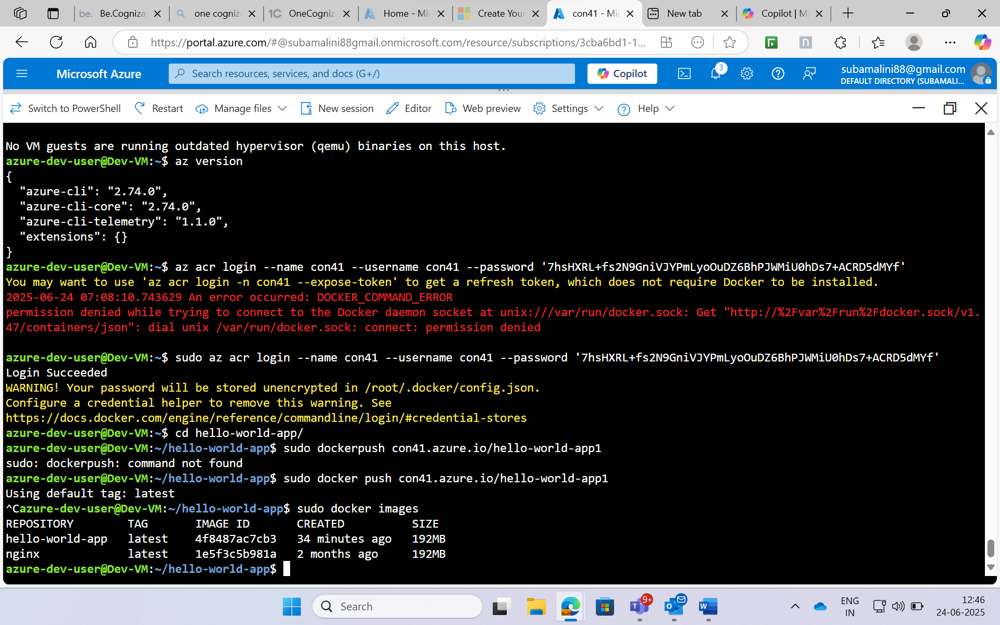 be. Be.Cogniza
one cogniz
1C OneCogniz
Home - Mic
Create Your
con41 - Mic
New tab
Copilot | M
https://portal.azure.com/#@subamalini88gmail.onmicrosoft.com/resource/subscriptions/3cba6bd1-1...
Microsoft Azure
Search resources, services, and docs (G+/)
Copilot
3
subamalini88@gmail.com
DEFAULT DIRECTORY (SUBAMALI...
Switch to PowerShell
Restart
Manage files
New session
Editor
Web preview
Settings
Help
No VM guests are running outdated hypervisor (qemu) binaries on this host.
azure-dev-user@Dev-VM:~$ az version
{
"azure-cli": "2.74.0",
"azure-cli-core": "2.74.0",
"azure-cli-telemetry": "1.1.0",
"extensions": {}
}
azure-dev-user@Dev-VM:~$ az acr login --name con41 --username con41 --password '7hsHXRL+fs2N9GniVJYPmLyoOuDZ6BhPJWMiU0hDs7+ACRD5dMYf'
You may want to use 'az acr login -n con41 --expose-token' to get a refresh token, which does not require Docker to be installed.
2025-06-24 07:08:10.743629 An error occurred: DOCKER_COMMAND_ERROR
permission denied while trying to connect to the Docker daemon socket at unix:///var/run/docker.sock: Get "http://%2Fvar%2Frun%2Fdocker.sock/v1.
47/containers/json": dial unix /var/run/docker.sock: connect: permission denied
azure-dev-user@Dev-VM:~$ sudo az acr login --name con41 --username con41 --password '7hsHXRL+fs2N9GniVJYPmLyoOuDZ6BhPJWMiU0hDs7+ACRD5dMYf'
Login Succeeded
WARNING! Your password will be stored unencrypted in /root/.docker/config.json.
Configure a credential helper to remove this warning. See
https://docs.docker.com/engine/reference/commandline/login/#credential-stores
azure-dev-user@Dev-VM:~$ cd hello-world-app/
azure-dev-user@Dev-VM:~/hello-world-app$ sudo dockerpush con41.azure.io/hello-world-app1
sudo: dockerpush: command not found
azure-dev-user@Dev-VM:~/hello-world-app$ sudo docker push con41.azure.io/hello-world-app1
Using default tag: latest
^Cazure-dev-user@Dev-VM:~/hello-world-app$ sudo docker images
REPOSITORY TAG IMAGE ID CREATED SIZE
hello-world-app latest 4f8487ac7cb3 34 minutes ago 192MB
nginx latest 1e5f3c5b981a 2 months ago 192MB
azure-dev-user@Dev-VM:~/hello-world-app$
Search
9+
ENG
IN
12:46
24-06-2025